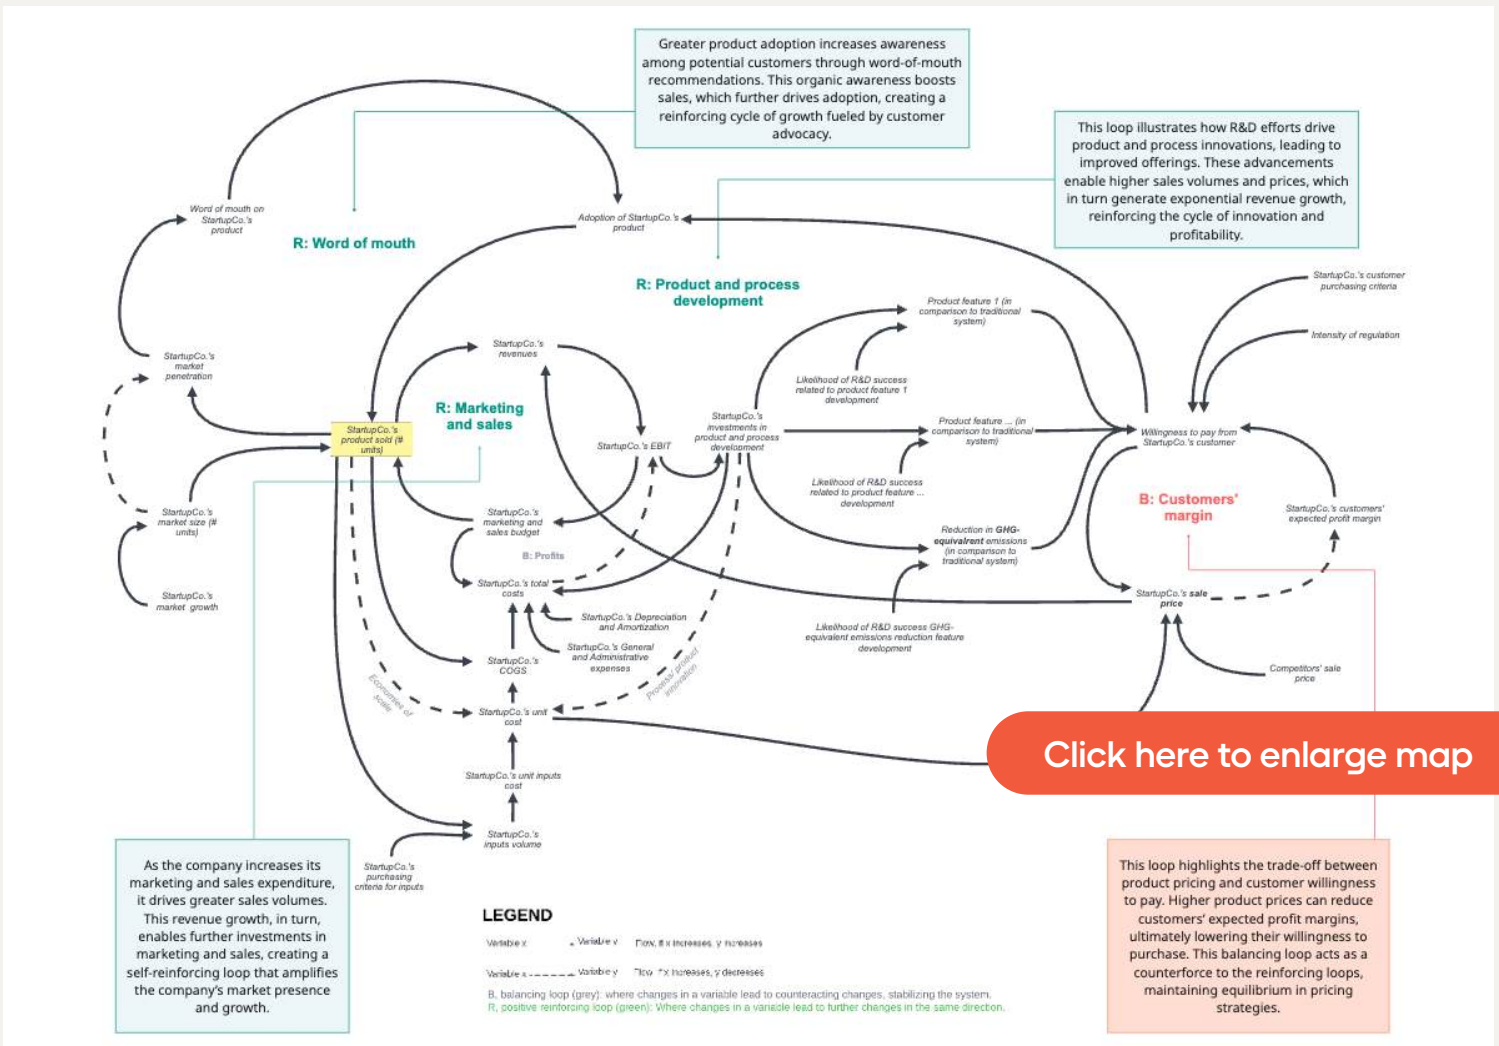 Greater product adoption increases awareness
among potential customers through word-of-mouth
recommendations. This organic awareness boosts
sales, which further drives adoption, creating a
reinforcing cycle of growth fueled by customer
advocacy.
This loop illustrates how R&D efforts drive
product and process innovations, leading to
improved offerings. These advancements
enable higher sales volumes and prices, which
in turn generate exponential revenue growth,
reinforcing the cycle of innovation and
profitability.
Word of mouth on
StartupCo.'s
product
R: Word of mouth
Adoption of StartupCo.'s
product
R: Product and process
development
StartupCo.'s customer
purchasing criteria
Intensity of regulation
Product feature 1 (in
comparison to traditional
system)
StartupCo.'s
revenues
StartupCo.'s
market
penetration
Likelihood of R&D success
related to product feature 1
development
R: Marketing
and sales
StartupCo.'s
product sold (#
units)
StartupCo.'s EBIT
StartupCo.'s
investments in
product and process
development
Product feature ... (in
comparison to traditional
system)
Willingness to pay from
StartupCo.'s customer
Likelihood of R&D success
related to product feature ...
development
B: Customers'
margin
StartupCo.'s customers'
expected profit margin
StartupCo.'s
market size (#
units)
StartupCo.'s
marketing and
sales budget
B: Profits
Reduction in GHG-
equivalrent emissions
(in comparison to
traditional system)
StartupCo.'s total
costs
StartupCo.'s
market growth
StartupCo.'s sale
price
StartupCo.'s Depreciation
and Amortization
Likelihood of R&D success GHG-
equivalent emissions reduction feature
development
StartupCo.'s General
and Administrative
expenses
StartupCo.'s
COGS
Competitors' sale
price
Economies of
scale
Process/ product
innovation
StartupCo.'s unit
cost
Click here to enlarge map
StartupCo.'s unit inputs
cost
StartupCo.'s
inputs volume
StartupCo.'s
purchasing
criteria for inputs
As the company increases its
marketing and sales expenditure,
it drives greater sales volumes.
This revenue growth, in turn,
enables further investments in
marketing and sales, creating a
self-reinforcing loop that amplifies
the company's market presence
and growth.
This loop highlights the trade-off between
product pricing and customer willingness
to pay. Higher product prices can reduce
customers' expected profit margins,
ultimately lowering their willingness to
purchase. This balancing loop acts as a
counterforce to the reinforcing loops,
maintaining equilibrium in pricing
strategies.
LEGEND
Variable x Variable y Flow, if x increases, y increases
Variable x Variable y Flow if x increases, y decreases
B, balancing loop (grey): where changes in a variable lead to counteracting changes, stabilizing the system.
R, positive reinforcing loop (green): Where changes in a variable lead to further changes in the same direction.